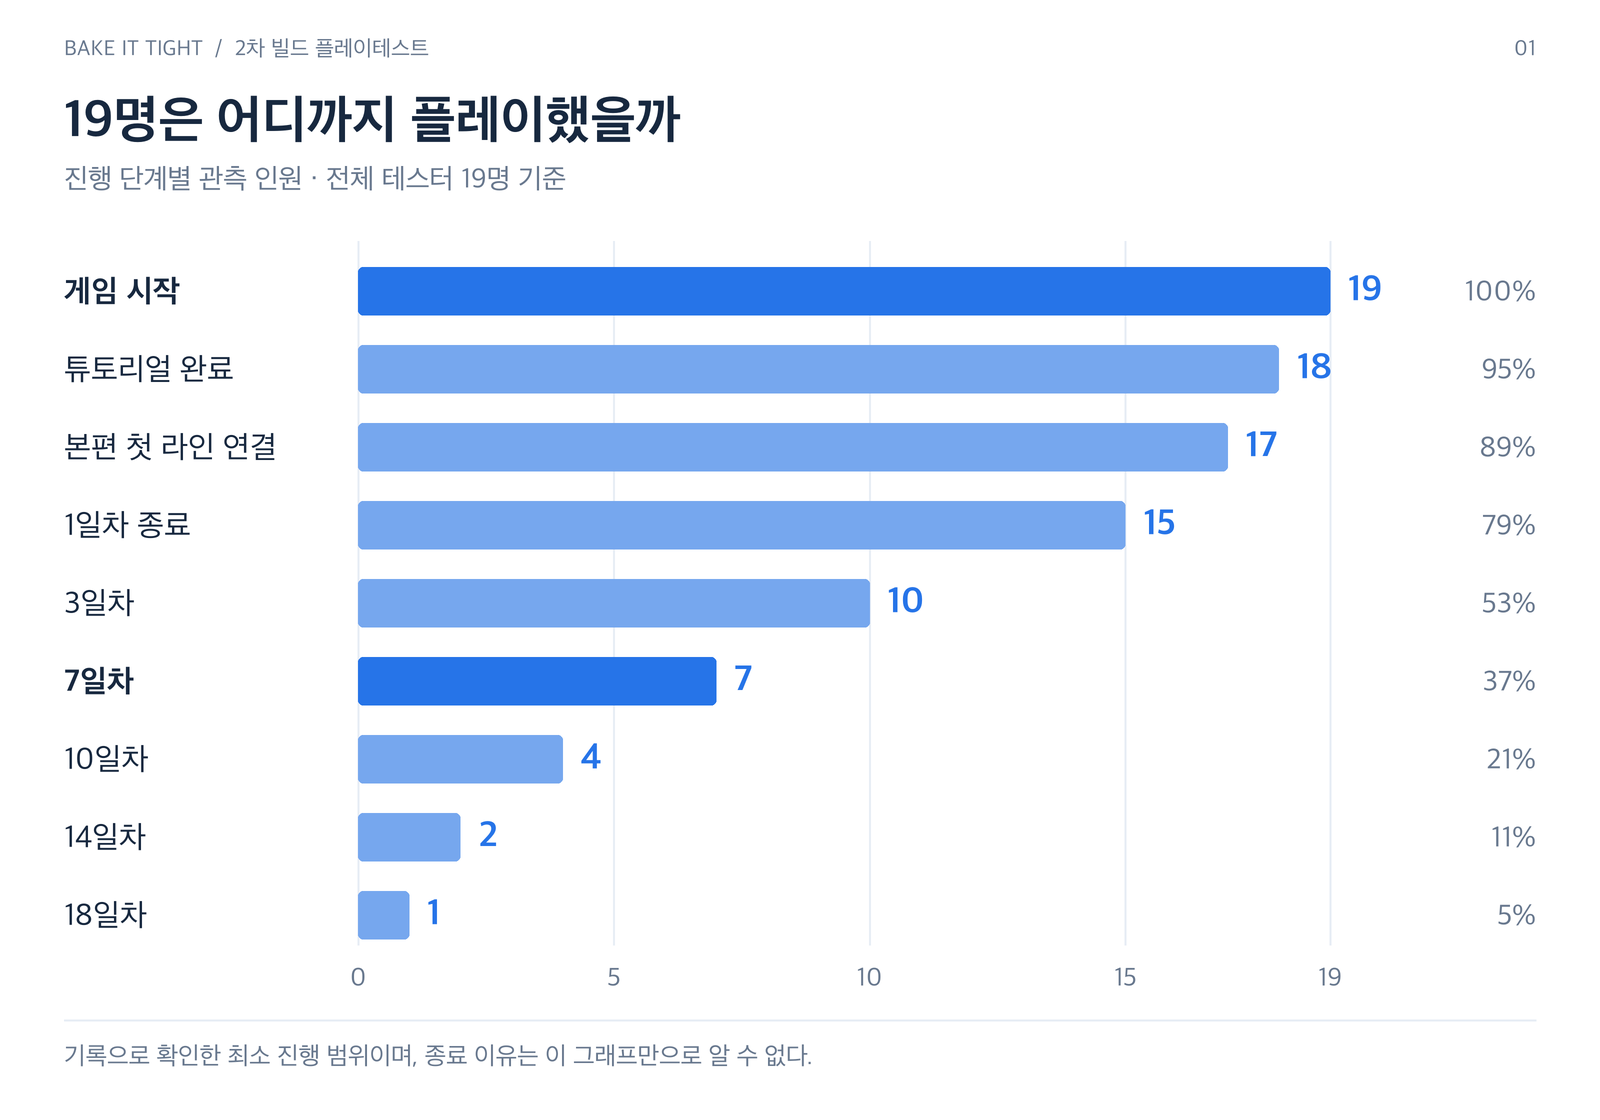 BAKE IT TIGHT / 2차 빌드 플레이테스트
01
19명은 어디까지 플레이했을까
진행 단계별 관측 인원 · 전체 테스터 19명 기준
게임 시작 19 100%
튜토리얼 완료 18 95%
본편 첫 라인 연결 17 89%
1일차 종료 15 79%
3일차 10 53%
7일차 7 37%
10일차 4 21%
14일차 2 11%
18일차 1 5%
0 5 10 15 19
기록으로 확인한 최소 진행 범위이며, 종료 이유는 이 그래프만으로 알 수 없다.